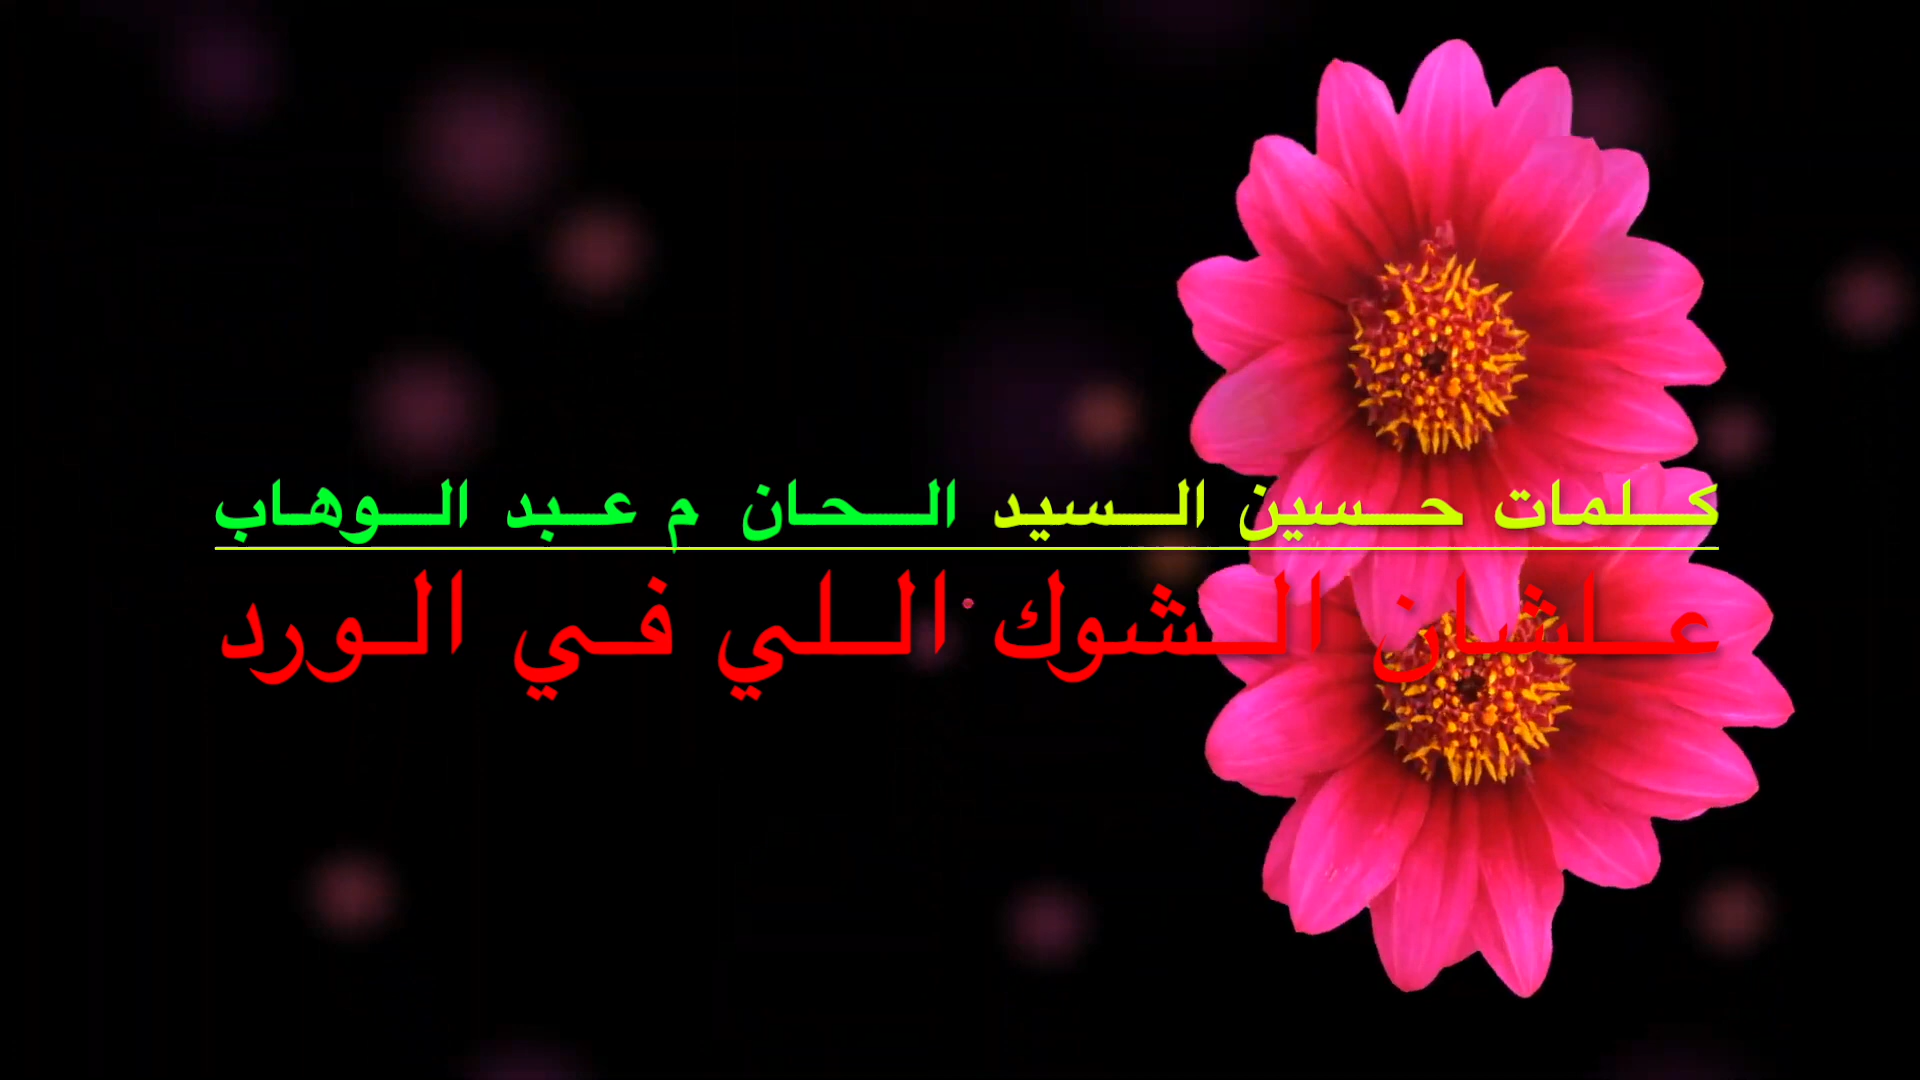 كلمات حسين السيد الحان م عبد الوهاب
علشان الشوك اللي في الورد